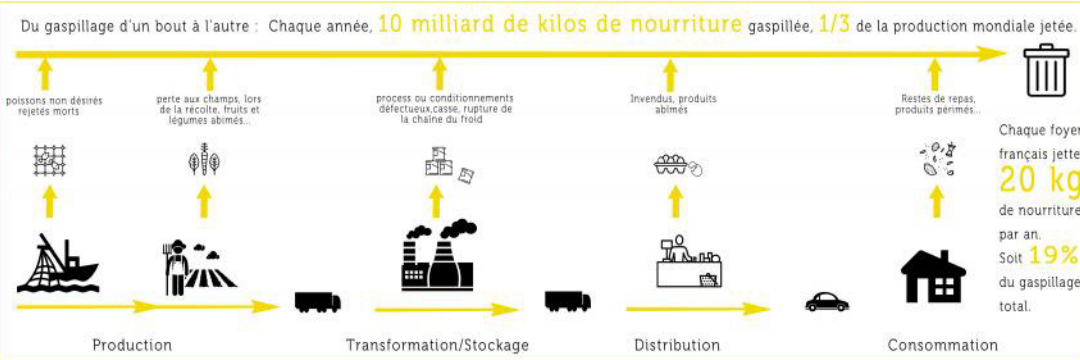 Du gaspillage d'un bout à l'autre : Chaque année, 10 milliard de kilos de nourriture gaspillée, 1/3 de la production mondiale jetée.
poissons non désirés
rejetés morts
perte aux champs, lors
de la récolte, fruits et
légumes abimés...
process ou conditionnements
défectueux,casse, rupture de
la chaîne du froid
Invendus, produits
abîmés
Restes de repas,
produits périmés...
Chaque foyer
français jette
20 kg
de nourriture
par an.
Soit 19%
du gaspillage
total.
Production
Transformation/Stockage
Distribution
Consommation